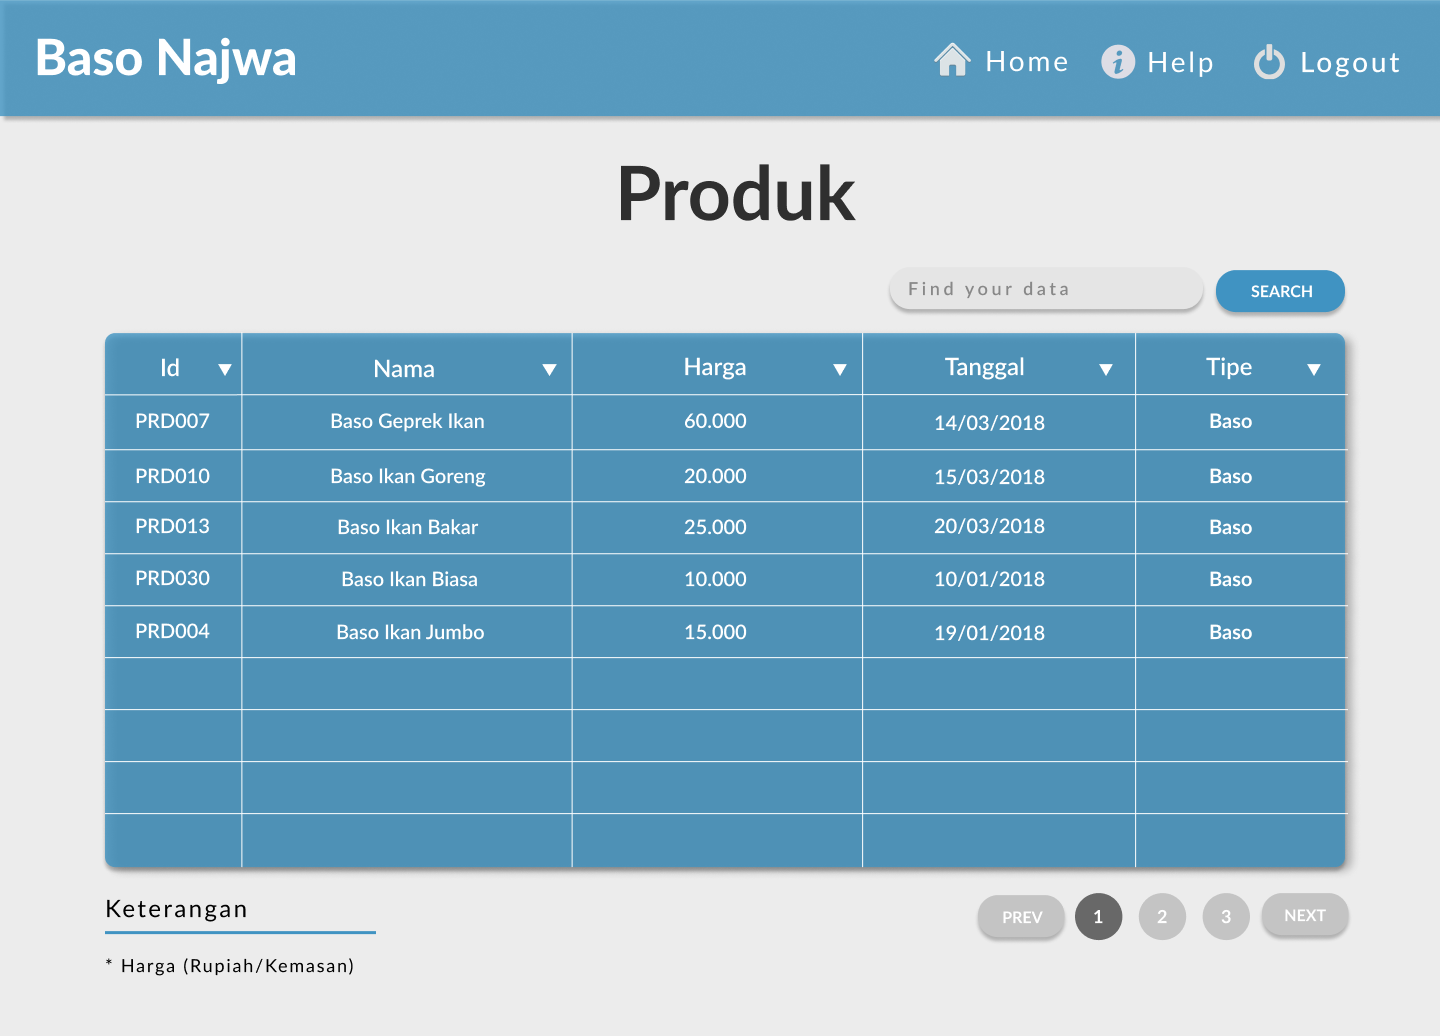 Baso Najwa Home Help Logout
Produk
Find your data SEARCH
Id Nama Harga Tanggal Tipe
PRD007 Baso Geprek Ikan 60.000 14/03/2018 Baso
PRD010 Baso Ikan Goreng 20.000 15/03/2018 Baso
PRD013 Baso Ikan Bakar 25.000 20/03/2018 Baso
PRD030 Baso Ikan Biasa 10.000 10/01/2018 Baso
PRD004 Baso Ikan Jumbo 15.000 19/01/2018 Baso
Keterangan PREV 1 2 3 NEXT
* Harga (Rupiah/Kemasan)